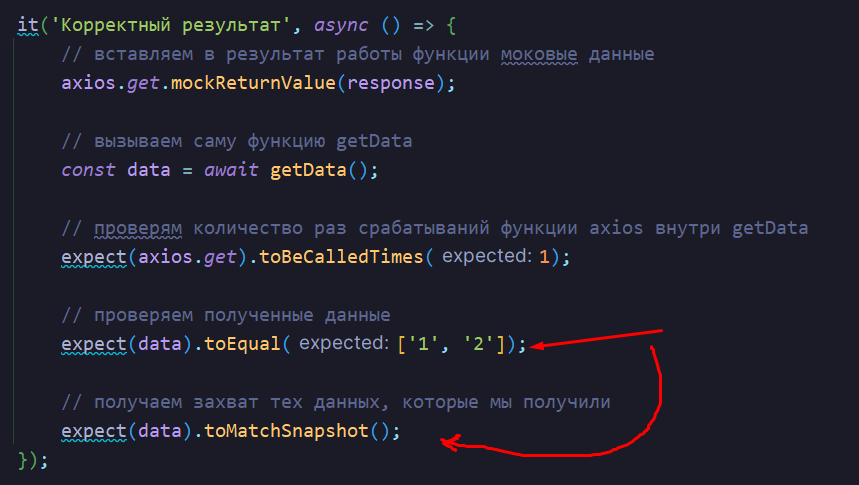 it('Корректный результат', async () => {
// вставляем в результат работы функции моковые данные
axios.get.mockReturnValue(response);
// вызываем саму функцию getData
const data = await getData();
// проверям количество раз срабатываний функции axios внутри getData
expect(axios.get).toBeCalledTimes( expected: 1);
// проверяем полученные данные
expect(data).toEqual( expected: ['1', '2']);
// получаем захват тех данных, которые мы получили
expect(data).toMatchSnapshot();
});